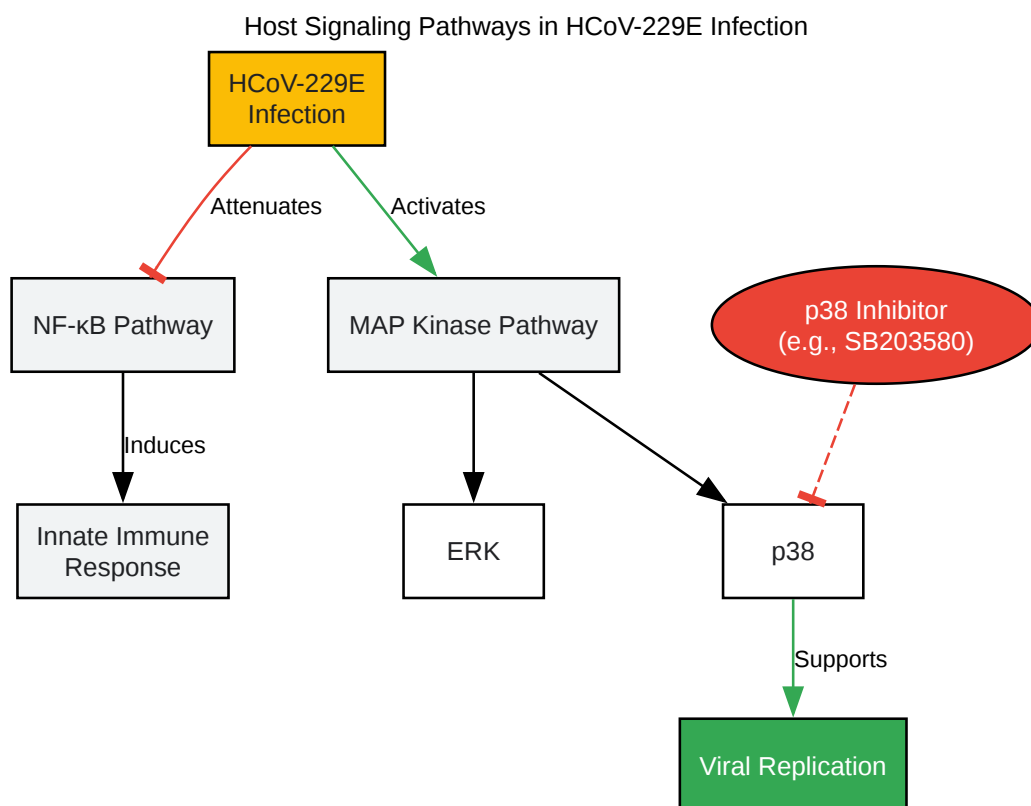 Host Signaling Pathways in HCoV-229E Infection
HCoV-229E
Infection
Attenuates
Activates
NF-κB Pathway
MAP Kinase Pathway
p38 Inhibitor
(e.g., SB203580)
Induces
Innate Immune
Response
ERK
p38
Supports
Viral Replication